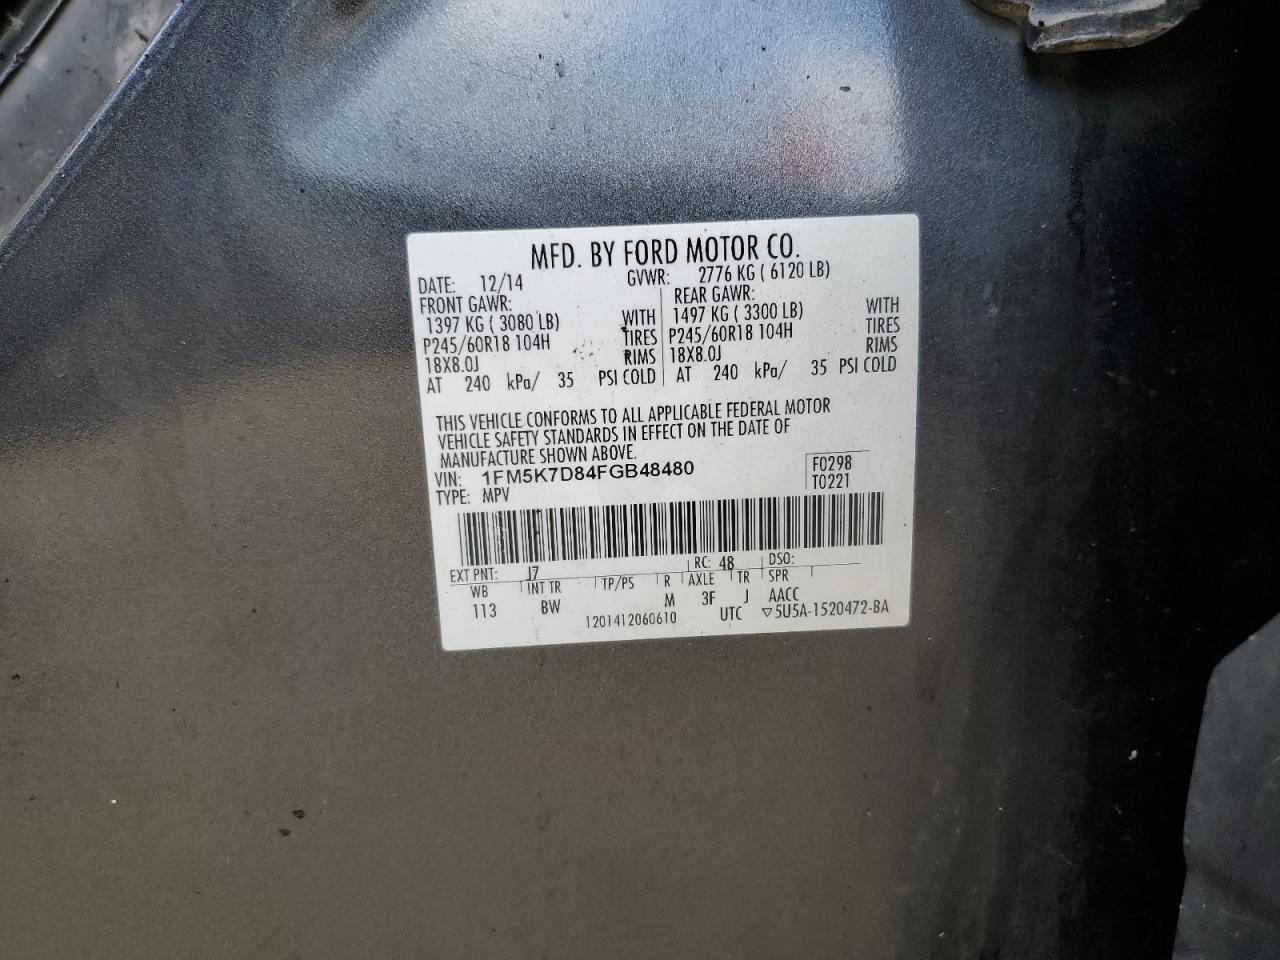 MFD. BY FORD MOTOR CO.
DATE: 12/14 GVWR: 2776 KG ( 6120 LB)
FRONT GAWR: REAR GAWR:
1397 KG ( 3080 LB) WITH 1497 KG ( 3300 LB) WITH
P245/60R18 104H TIRES P245/60R18 104H TIRES
18X8.0J RIMS 18X8.0J RIMS
AT 240 kPa/ 35 PSI COLD AT 240 kPa/ 35 PSI COLD
THIS VEHICLE CONFORMS TO ALL APPLICABLE FEDERAL MOTOR
VEHICLE SAFETY STANDARDS IN EFFECT ON THE DATE OF
MANUFACTURE SHOWN ABOVE.
VIN: 1FM5K7D84FGB48480 F0298
TYPE: MPV T0221
EXT PNT: J7 RC: 48 DSO:
WB INT TR TP/PS R AXLE TR SPR
113 BW M 3F J AACC
1201412060610 UTC ▽5U5A-1520472-BA